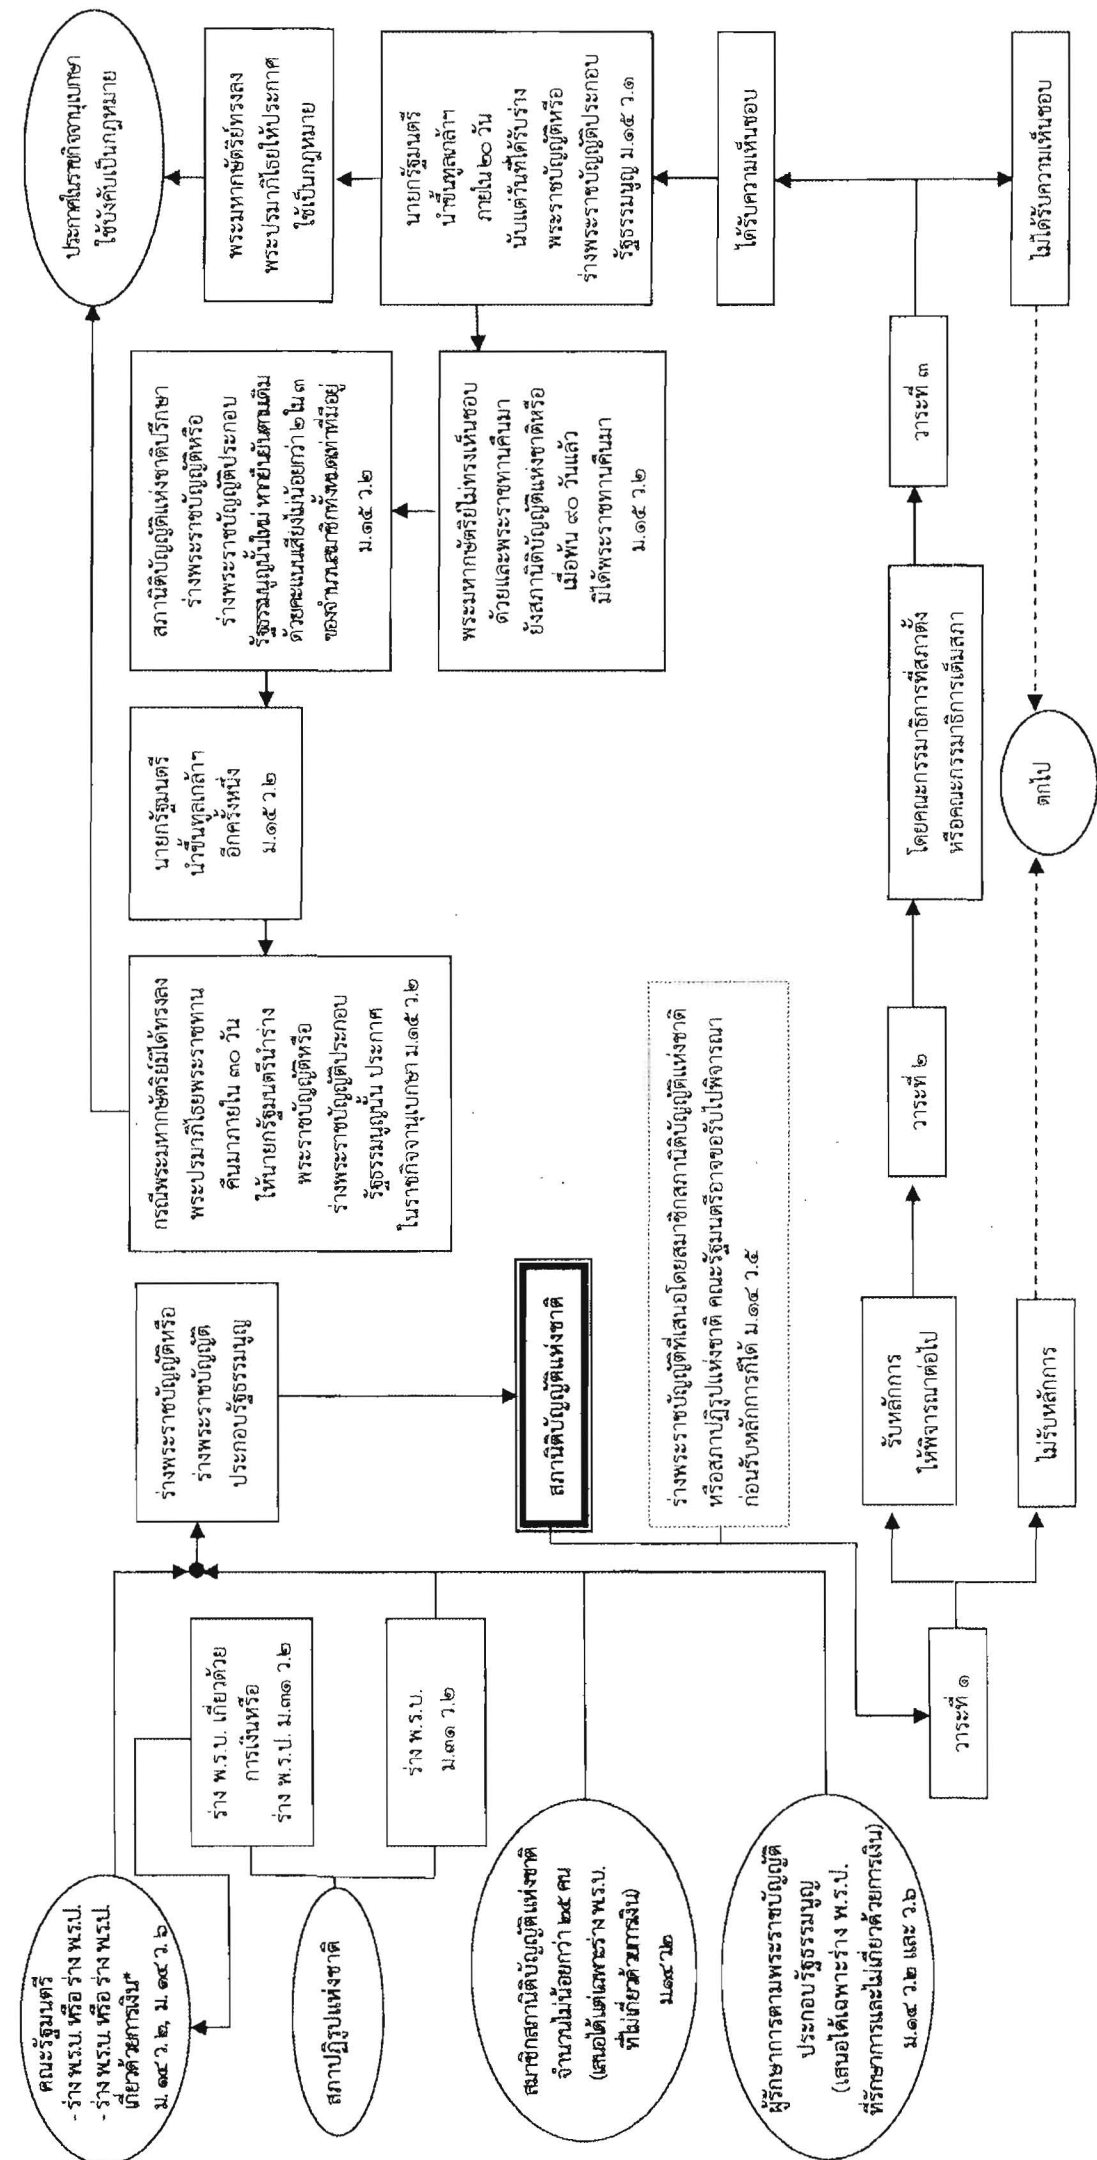 คณะรัฐมนตรี
- ร่าง พ.ร.บ. หรือ ร่าง พ.ร.ป.
- ร่าง พ.ร.บ. หรือ ร่าง พ.ร.ป.
เกี่ยวด้วยการเงิน*
ม. ๑๔ ว. ๒, ม. ๑๔ ว. ๖
สภาปฏิรูปแห่งชาติ
สมาชิกสภานิติบัญญัติแห่งชาติ
จำนวนไม่น้อยกว่า ๒๕ คน
(เสนอได้แต่เฉพาะร่าง พ.ร.บ.
ที่ไม่เกี่ยวด้วยการเงิน)
ม.๑๔ ว.๒
ผู้รักษาการตามพระราชบัญญัติ
ประกอบรัฐธรรมนูญ
(เสนอได้เฉพาะร่าง พ.ร.ป.
ที่รักษาการและไม่เกี่ยวด้วยการเงิน)
ม.๑๔ ว.๒ และ ว.๖
ร่าง พ.ร.บ. เกี่ยวด้วย
การเงินหรือ
ร่าง พ.ร.ป. ม.๓๑ ว.๒
ร่าง พ.ร.บ.
ม.๓๑ ว.๒
ร่างพระราชบัญญัติหรือ
ร่างพระราชบัญญัติ
ประกอบรัฐธรรมนูญ
สภานิติบัญญัติแห่งชาติ
ร่างพระราชบัญญัติที่เสนอโดยสมาชิกสภานิติบัญญัติแห่งชาติ
หรือสภาปฏิรูปแห่งชาติ คณะรัฐมนตรีอาจขอรับไปพิจารณา
ก่อนรับหลักการก็ได้ ม.๑๔ ว.๕
วาระที่ ๑
รับหลักการ
ให้พิจารณาต่อไป
ไม่รับหลักการ
วาระที่ ๒
โดยคณะกรรมาธิการที่สภาตั้ง
หรือคณะกรรมาธิการเต็มสภา
วาระที่ ๓
ตกไป
ได้รับความเห็นชอบ
ไม่ได้รับความเห็นชอบ
นายกรัฐมนตรี
นำขึ้นทูลเกล้าฯ
ภายใน ๒๐ วัน
นับแต่วันที่ได้รับร่าง
พระราชบัญญัติหรือ
ร่างพระราชบัญญัติประกอบ
รัฐธรรมนูญ ม.๑๕ ว.๑
พระมหากษัตริย์ทรงลง
พระปรมาภิไธยให้ประกาศ
ใช้เป็นกฎหมาย
ประกาศในราชกิจจานุเบกษา
ใช้บังคับเป็นกฎหมาย
พระมหากษัตริย์ไม่ทรงเห็นชอบ
ด้วยและพระราชทานคืนมา
ยังสภานิติบัญญัติแห่งชาติหรือ
เมื่อพ้น ๙๐ วันแล้ว
มิได้พระราชทานคืนมา
ม.๑๕ ว.๒
สภานิติบัญญัติแห่งชาติปรึกษา
ร่างพระราชบัญญัติหรือ
ร่างพระราชบัญญัติประกอบ
รัฐธรรมนูญนั้นใหม่ หากยืนยันตามเดิม
ด้วยคะแนนเสียงไม่น้อยกว่า ๒ ใน ๓
ของจำนวนสมาชิกทั้งหมดเท่าที่มีอยู่
ม.๑๕ ว.๒
นายกรัฐมนตรี
นำขึ้นทูลเกล้าฯ
อีกครั้งหนึ่ง
ม.๑๕ ว.๒
กรณีพระมหากษัตริย์มิได้ทรงลง
พระปรมาภิไธยพระราชทาน
คืนมาภายใน ๓๐ วัน
ให้นายกรัฐมนตรีนำร่าง
พระราชบัญญัติหรือ
ร่างพระราชบัญญัติประกอบ
รัฐธรรมนูญนั้น ประกาศ
ในราชกิจจานุเบกษา ม.๑๕ ว.๒